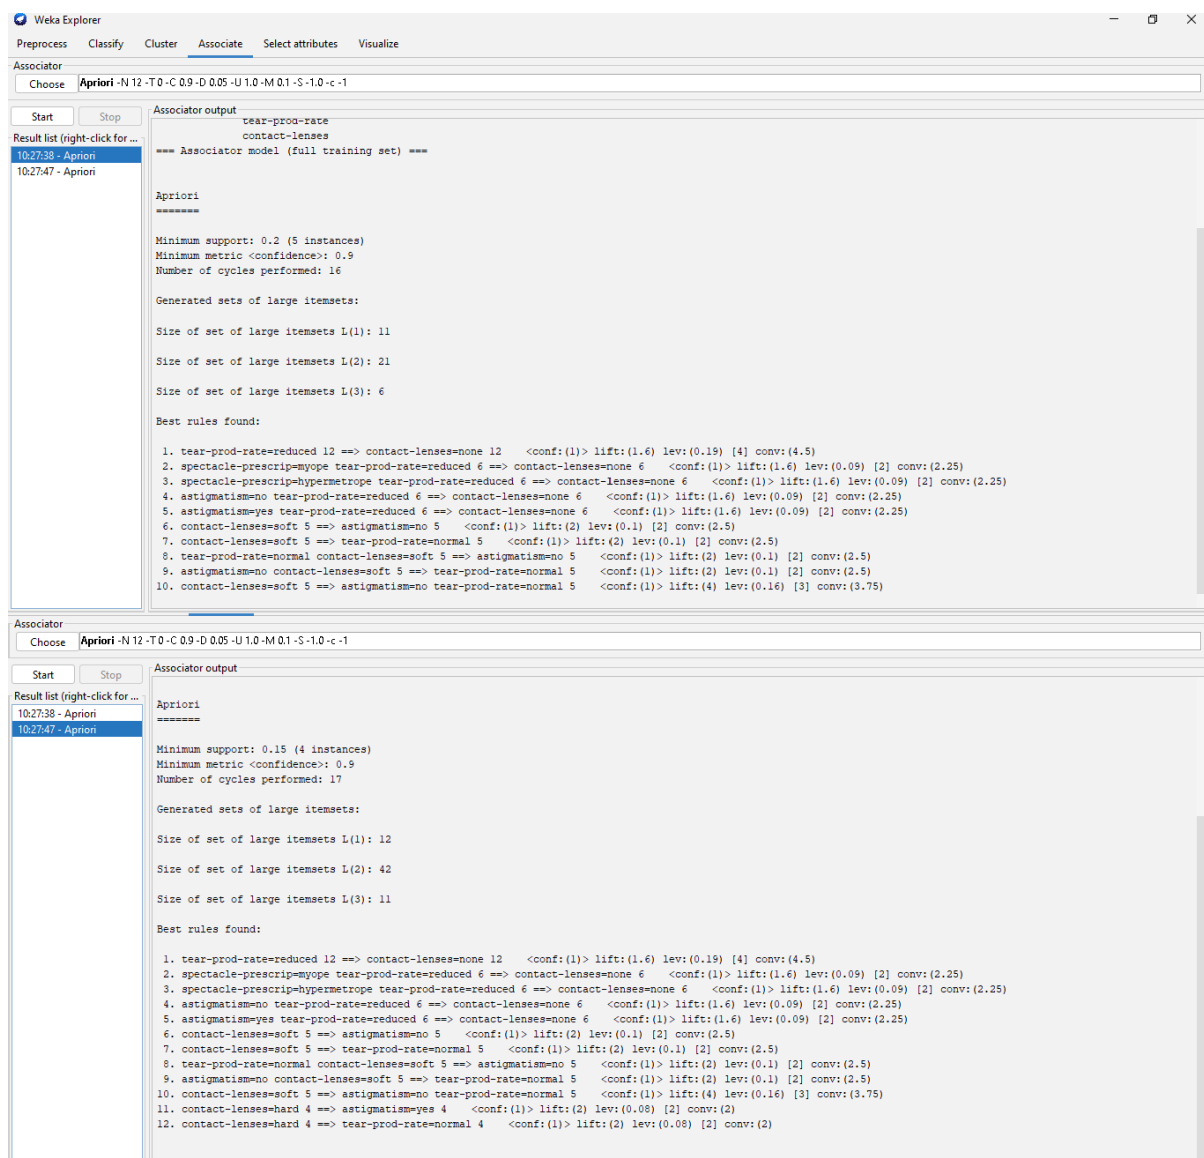 Weka Explorer
Preprocess Classify Cluster Associate Select attributes Visualize
Associator
Choose Apriori -N 12 -T 0 -C 0.9 -D 0.05 -U 1.0 -M 0.1 -S -1.0 -c -1
Start Stop
Result list (right-click for ...
10:27:38 - Apriori
10:27:47 - Apriori
Associator output
tear-prod-rate
contact-lenses
=== Associator model (full training set) ===
Apriori
=======
Minimum support: 0.2 (5 instances)
Minimum metric <confidence>: 0.9
Number of cycles performed: 16
Generated sets of large itemsets:
Size of set of large itemsets L(1): 11
Size of set of large itemsets L(2): 21
Size of set of large itemsets L(3): 6
Best rules found:
1. tear-prod-rate=reduced 12 ==> contact-lenses=none 12 <conf:(1)> lift:(1.6) lev:(0.19) [4] conv:(4.5)
2. spectacle-prescrip=myope tear-prod-rate=reduced 6 ==> contact-lenses=none 6 <conf:(1)> lift:(1.6) lev:(0.09) [2] conv:(2.25)
3. spectacle-prescrip=hypermetrope tear-prod-rate=reduced 6 ==> contact-lenses=none 6 <conf:(1)> lift:(1.6) lev:(0.09) [2] conv:(2.25)
4. astigmatism=no tear-prod-rate=reduced 6 ==> contact-lenses=none 6 <conf:(1)> lift:(1.6) lev:(0.09) [2] conv:(2.25)
5. astigmatism=yes tear-prod-rate=reduced 6 ==> contact-lenses=none 6 <conf:(1)> lift:(1.6) lev:(0.09) [2] conv:(2.25)
6. contact-lenses=soft 5 ==> astigmatism=no 5 <conf:(1)> lift:(2) lev:(0.1) [2] conv:(2.5)
7. contact-lenses=soft 5 ==> tear-prod-rate=normal 5 <conf:(1)> lift:(2) lev:(0.1) [2] conv:(2.5)
8. tear-prod-rate=normal contact-lenses=soft 5 ==> astigmatism=no 5 <conf:(1)> lift:(2) lev:(0.1) [2] conv:(2.5)
9. astigmatism=no contact-lenses=soft 5 ==> tear-prod-rate=normal 5 <conf:(1)> lift:(2) lev:(0.1) [2] conv:(2.5)
10. contact-lenses=soft 5 ==> astigmatism=no tear-prod-rate=normal 5 <conf:(1)> lift:(4) lev:(0.16) [3] conv:(3.75)
Associator
Choose Apriori -N 12 -T 0 -C 0.9 -D 0.05 -U 1.0 -M 0.1 -S -1.0 -c -1
Start Stop
Result list (right-click for ...
10:27:38 - Apriori
10:27:47 - Apriori
Associator output
Apriori
=======
Minimum support: 0.15 (4 instances)
Minimum metric <confidence>: 0.9
Number of cycles performed: 17
Generated sets of large itemsets:
Size of set of large itemsets L(1): 12
Size of set of large itemsets L(2): 42
Size of set of large itemsets L(3): 11
Best rules found:
1. tear-prod-rate=reduced 12 ==> contact-lenses=none 12 <conf:(1)> lift:(1.6) lev:(0.19) [4] conv:(4.5)
2. spectacle-prescrip=myope tear-prod-rate=reduced 6 ==> contact-lenses=none 6 <conf:(1)> lift:(1.6) lev:(0.09) [2] conv:(2.25)
3. spectacle-prescrip=hypermetrope tear-prod-rate=reduced 6 ==> contact-lenses=none 6 <conf:(1)> lift:(1.6) lev:(0.09) [2] conv:(2.25)
4. astigmatism=no tear-prod-rate=reduced 6 ==> contact-lenses=none 6 <conf:(1)> lift:(1.6) lev:(0.09) [2] conv:(2.25)
5. astigmatism=yes tear-prod-rate=reduced 6 ==> contact-lenses=none 6 <conf:(1)> lift:(1.6) lev:(0.09) [2] conv:(2.25)
6. contact-lenses=soft 5 ==> astigmatism=no 5 <conf:(1)> lift:(2) lev:(0.1) [2] conv:(2.5)
7. contact-lenses=soft 5 ==> tear-prod-rate=normal 5 <conf:(1)> lift:(2) lev:(0.1) [2] conv:(2.5)
8. tear-prod-rate=normal contact-lenses=soft 5 ==> astigmatism=no 5 <conf:(1)> lift:(2) lev:(0.1) [2] conv:(2.5)
9. astigmatism=no contact-lenses=soft 5 ==> tear-prod-rate=normal 5 <conf:(1)> lift:(2) lev:(0.1) [2] conv:(2.5)
10. contact-lenses=soft 5 ==> astigmatism=no tear-prod-rate=normal 5 <conf:(1)> lift:(4) lev:(0.16) [3] conv:(3.75)
11. contact-lenses=hard 4 ==> astigmatism=yes 4 <conf:(1)> lift:(2) lev:(0.08) [2] conv:(2)
12. contact-lenses=hard 4 ==> tear-prod-rate=normal 4 <conf:(1)> lift:(2) lev:(0.08) [2] conv:(2)